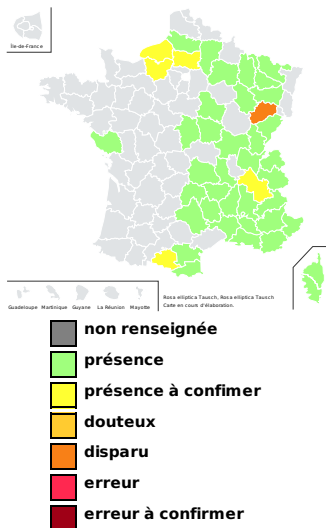 Île-de-France
Guadeloupe Martinique Guyane La Réunion Mayotte
Rosa elliptica Tausch, Rosa elliptica Tausch
Carte en cours d'élaboration.
non renseignée
présence
présence à confimer
douteux
disparu
erreur
erreur à confirmer